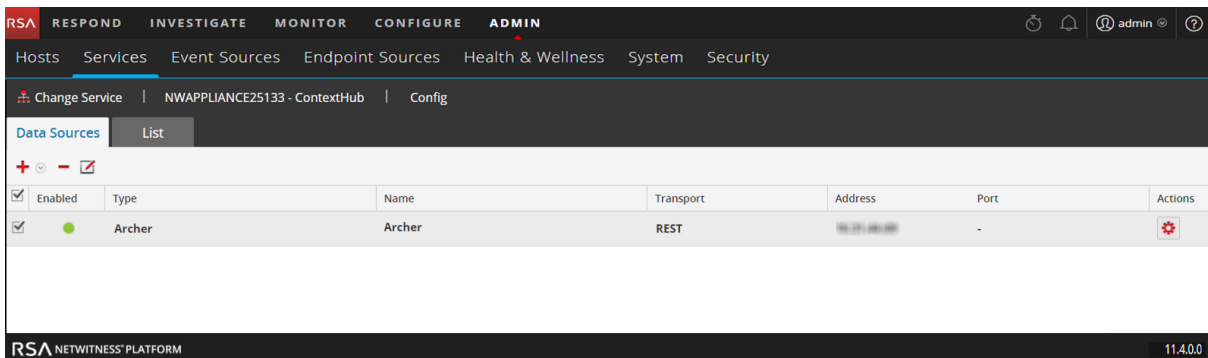 RSA RESPOND INVESTIGATE MONITOR CONFIGURE ADMIN admin ?
Hosts Services Event Sources Endpoint Sources Health & Wellness System Security
Change Service | NWAPPLIANCE25133 - ContextHub | Config
Data Sources List
Enabled Type Name Transport Address Port Actions
Archer Archer REST -
RSA NETWITNESS® PLATFORM 11.4.0.0